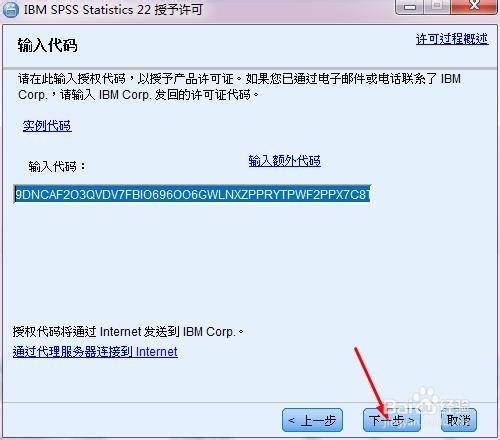 IBM SPSS Statistics 22 授予许可
输入代码
许可过程概述
请在此输入授权代码，以授予产品许可证。如果您已通过电子邮件或电话联系了 IBM
Corp.，请输入 IBM Corp. 发回的许可证代码。
实例代码
输入代码：
输入额外代码
9DNCAF2O3QVDV7FBIO696OO6GWLNXZPPRYTPWF2PPX7C8T
授权代码将通过 Internet 发送到 IBM Corp.。
通过代理服务器连接到 Internet
< 上一步
下一步 >
取消
Baidu 经验